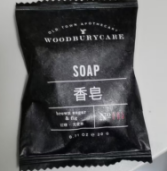 OLD TOWN APOTHECARY
WOODBURYCARE
SOAP
香皂
brown sugar
& fig